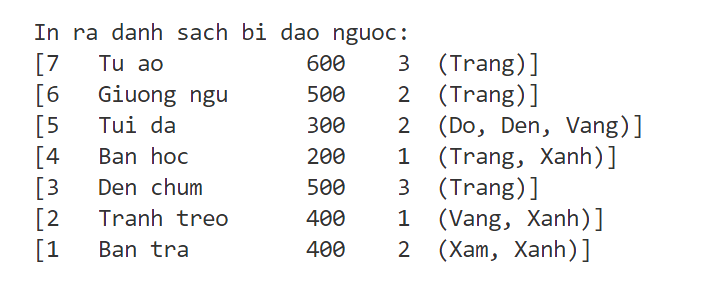 In ra danh sach bi dao nguoc:
[7   Tu ao           600    3  (Trang)]
[6   Giuong ngu      500    2  (Trang)]
[5   Tui da          300    2  (Do, Den, Vang)]
[4   Ban hoc         200    1  (Trang, Xanh)]
[3   Den chum        500    3  (Trang)]
[2   Tranh treo      400    1  (Vang, Xanh)]
[1   Ban tra         400    2  (Xam, Xanh)]